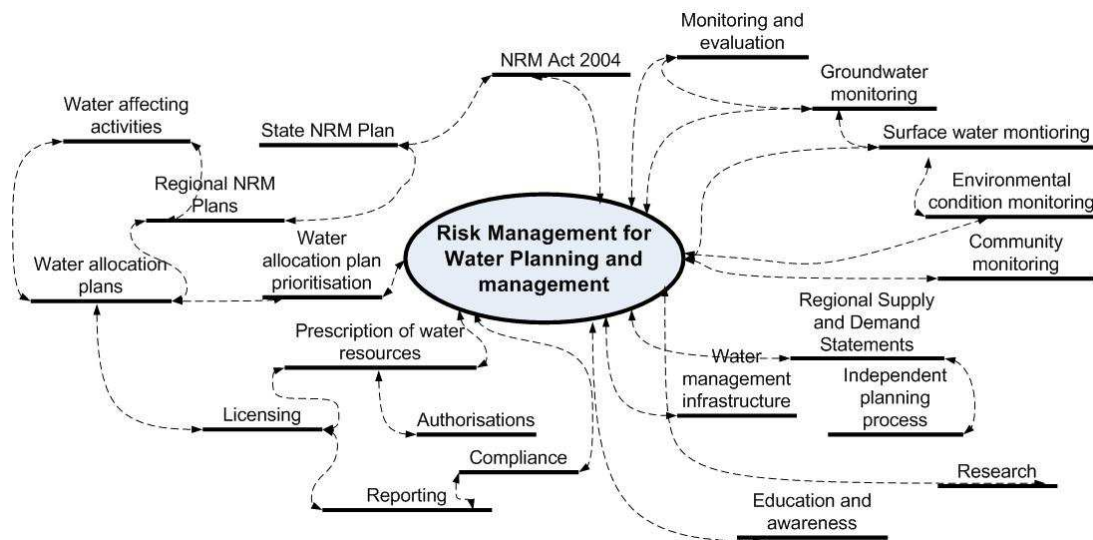 Monitoring and
evaluation
NRM Act 2004
Groundwater
monitoring
Water affecting
activities
State NRM Plan
Surface water montioring
Regional NRM
Plans
Environmental
condition monitoring
Risk Management for
Water Planning and
management
Water
allocation plan
prioritisation
Water allocation
plans
Community
monitoring
Regional Supply
and Demand
Statements
Prescription of water
resources
Water
management
infrastructure
Independent
planning
process
Licensing
Authorisations
Compliance
Research
Reporting
Education and
awareness